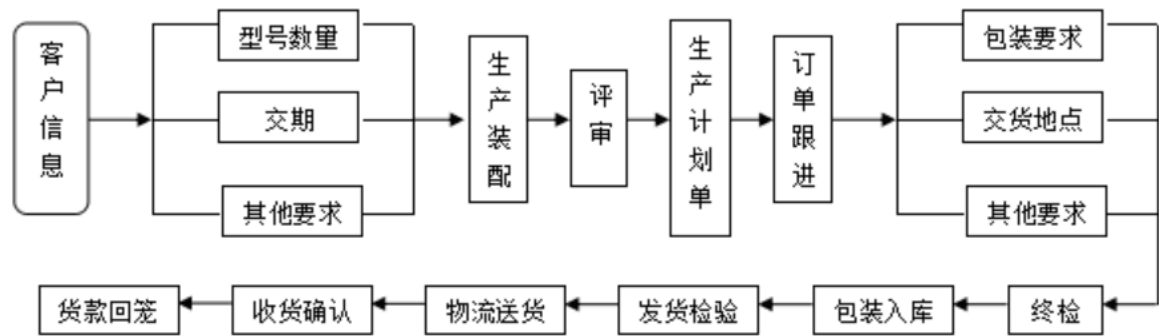 客户信息
型号数量
交期
其他要求
生产装配
评审
生产计划单
订单跟进
包装要求
交货地点
其他要求
货款回笼
收货确认
物流送货
发货检验
包装入库
终检